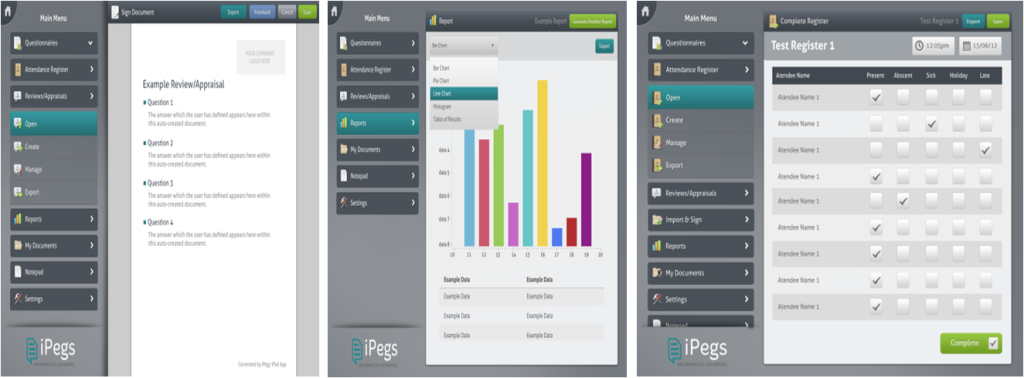 Main Menu
Questionnaires
Attendance Register
Reviews/Appraisals
Open
Create
Manage
Export
Reports
My Documents
Notepad
Settings
iPegs
INFORMATION GATHERING
Sign Document
Export
Freehand
Cancel
Save
YOUR COMPANY
LOGO HERE
Example Review/Appraisal
Question 1
The answer which the user has defined appears here within
this auto-created document.
Question 2
The answer which the user has defined appears here within
this auto-created document.
Question 3
The answer which the user has defined appears here within
this auto-created document.
Question 4
The answer which the user has defined appears here within
this auto-created document.
Generated by iPegs iPad App
Main Menu
Questionnaires
Attendance Register
Reviews/Appraisals
Reports
My Documents
Notepad
Settings
iPegs
INFORMATION GATHERING
Report
Example Report
Generate Another Report
Bar Chart
Export
Bar Chart
Pie Chart
Line Chart
Histogram
Table of Results
data 4
data 5
data 6
data 7
data 8
10 11 12 13 14 15 16 17 18 19 20
Example Data Example Data
Example Data Example Data
Example Data Example Data
Example Data Example Data
Main Menu
Questionnaires
Attendance Register
Open
Create
Manage
Export
Reviews/Appraisals
Import & Sign
Reports
My Documents
Settings
Notepad
iPegs
INFORMATION GATHERING
Complete Register
Test Register 1
Export
Save
Test Register 1
12:05pm
15/06/12
Atendee Name Present Abscent Sick Holiday Late
Atendee Name 1
Atendee Name 1
Atendee Name 1
Atendee Name 1
Atendee Name 1
Atendee Name 1
Atendee Name 1
Atendee Name 1
Atendee Name 1
Complete